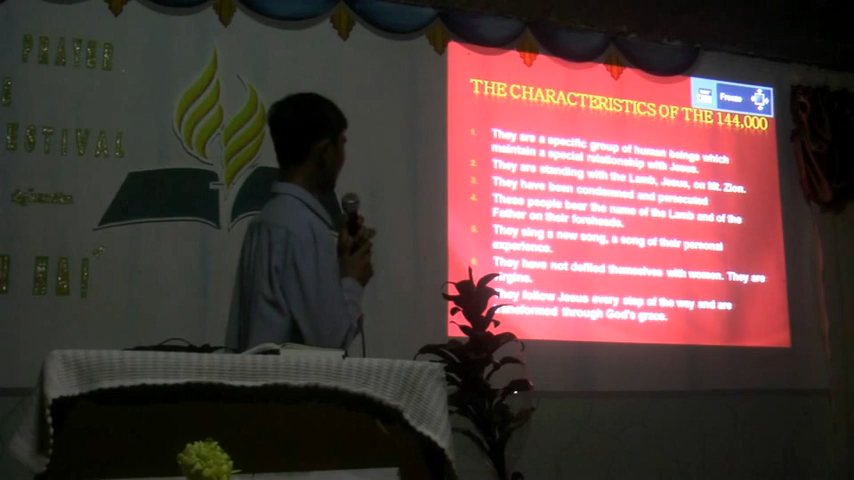 PRAYER
ESTIVAL
THE CHARACTERISTICS OF THE 144,000
Freeze
1. They are a specific group of human beings which
maintain a special relationship with Jesus.
2. They are standing with the Lamb, Jesus, on Mt. Zion.
3. They have been condemned and persecuted
4. These people bear the name of the Lamb and of the
Father on their foreheads.
5. They sing a new song, a song of their personal
experience.
6. They have not defiled themselves with women. They are
virgins.
They follow Jesus every step of the way and are
transformed through God's grace.